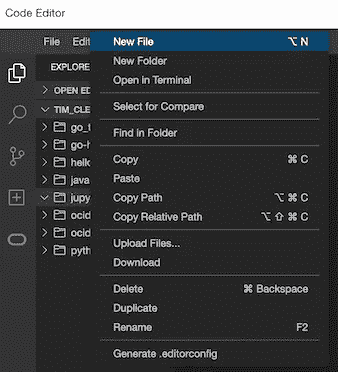 Code Editor
File Edit
New File ⌥ N
EXPLORE
New Folder
Open in Terminal
OPEN ED
Select for Compare
TIM_CLE
go_
Find in Folder
go-h
hello
Copy ⌘ C
java
Paste
jupy
Copy Path ⌥ ⌘ C
ocid
Copy Relative Path ⌥ ⇧ ⌘ C
ocid
pyth
Upload Files...
Download
Delete ⌘ Backspace
Duplicate
Rename F2
Generate .editorconfig